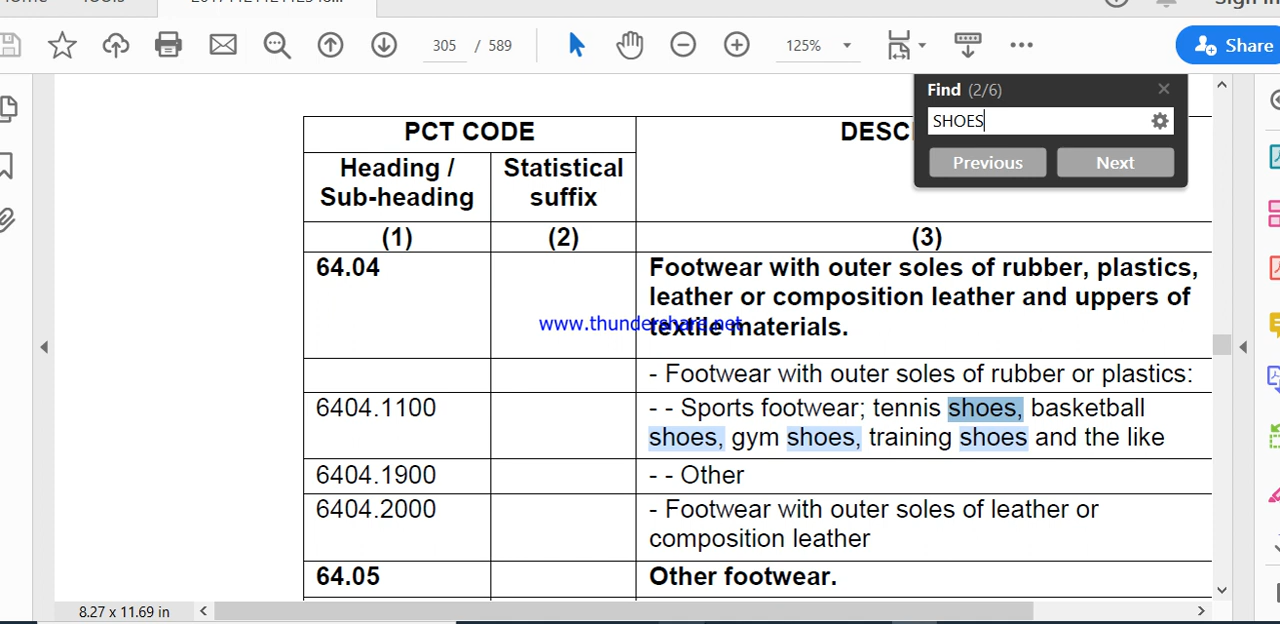 305 / 589
125%
Share
Find (2/6)
SHOES
Previous Next
PCT CODE
Heading /
Sub-heading
Statistical
suffix
(1) (2) (3)
64.04
Footwear with outer soles of rubber, plastics,
leather or composition leather and uppers of
textile materials.
www.thundershare.net
- Footwear with outer soles of rubber or plastics:
6404.1100
- - Sports footwear; tennis shoes, basketball
shoes, gym shoes, training shoes and the like
6404.1900 - - Other
6404.2000
- Footwear with outer soles of leather or
composition leather
64.05 Other footwear.
8.27 x 11.69 in